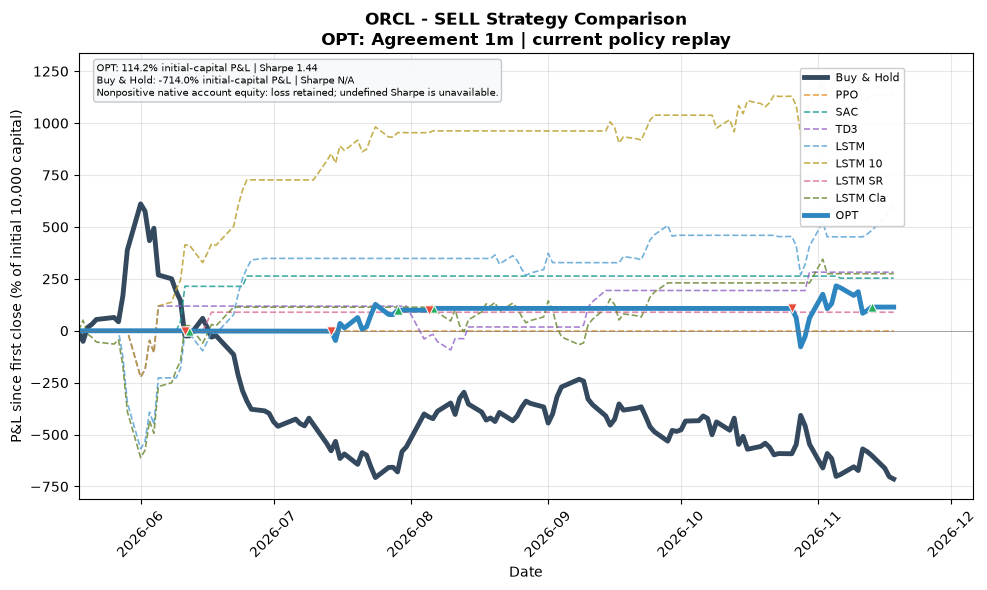 ORCL - SELL Strategy Comparison
OPT: Agreement 1m | current policy replay
OPT: 114.2% initial-capital P&L | Sharpe 1.44
Buy & Hold: -714.0% initial-capital P&L | Sharpe N/A
Nonpositive native account equity: loss retained; undefined Sharpe is unavailable.
Buy & Hold
PPO
SAC
TD3
LSTM
LSTM 10
LSTM SR
LSTM Cla
OPT
P&L since first close (% of initial 10,000 capital)
1250
1000
750
500
250
0
−250
−500
−750
2026-06
2026-07
2026-08
2026-09
2026-10
2026-11
2026-12
Date